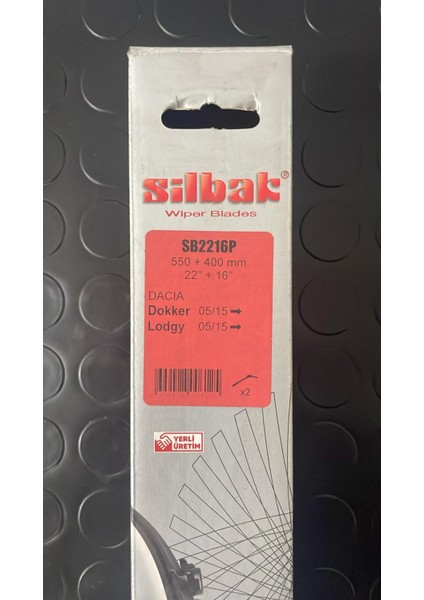 silbak®
Wiper Blades
SB2216P
550 + 400 mm
22" + 16"
DACIA
Dokker 05/15 ➞
Lodgy 05/15 ➞
x2
YERLİ
ÜRETİM